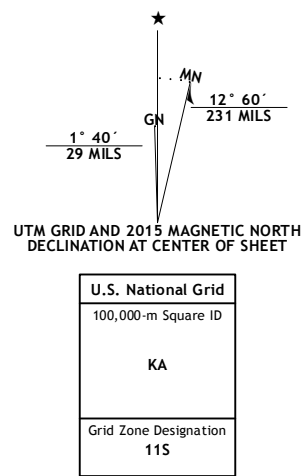 MN
GN
12° 60´
231 MILS
1° 40´
29 MILS
UTM GRID AND 2015 MAGNETIC NORTH
DECLINATION AT CENTER OF SHEET
U.S. National Grid
100,000-m Square ID
KA
Grid Zone Designation
11S